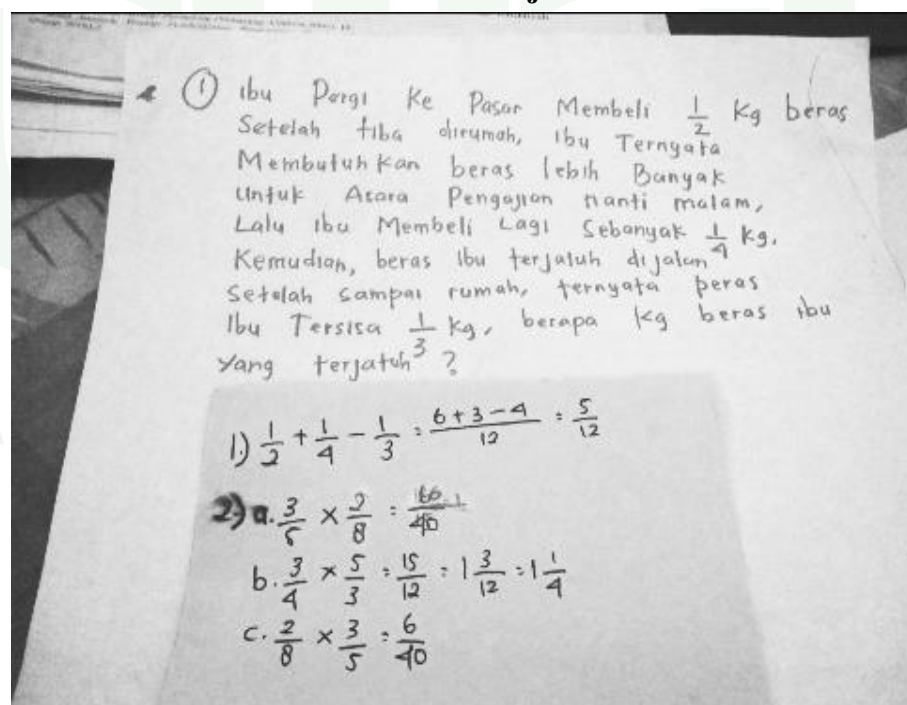 ① ibu Pergi Ke Pasar Membeli 1/2 Kg beras
Setelah tiba dirumah, ibu Ternyata
Membutuhkan beras lebih Banyak
Untuk Acara Pengajian nanti malam,
Lalu ibu Membeli Lagi Sebanyak 1/4 Kg.
Kemudian, beras ibu terjatuh dijalan
Setelah sampai rumah, ternyata beras
Ibu Tersisa 1/3 kg, berapa kg beras ibu
yang terjatuh?
1.) 1/2 + 1/4 - 1/3 = (6+3-4)/12 = 5/12
2.) a. 3/5 × 2/8 =
b. 3/4 × 5/3 = 15/12 = 1 3/12 = 1 1/4
c. 2/8 × 3/5 = 6/40